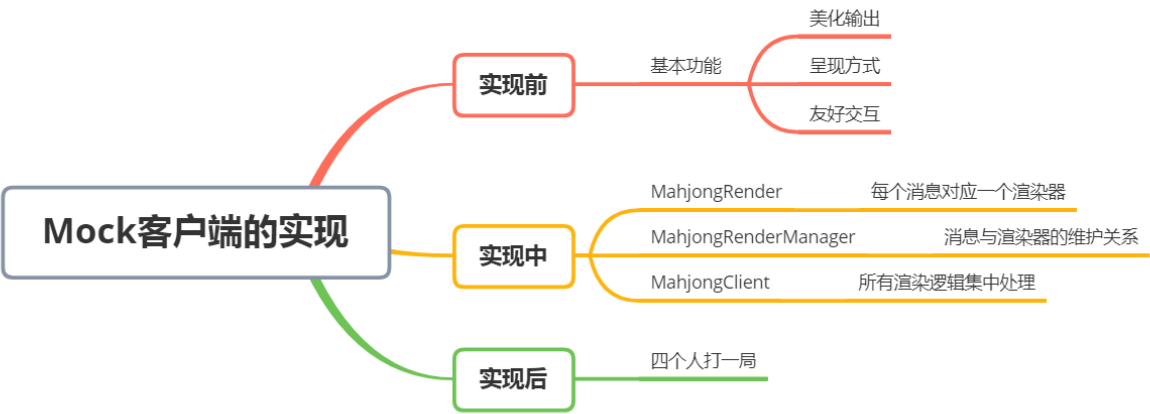 Mock客户端的实现
实现前
基本功能
美化输出
呈现方式
友好交互
实现中
MahjongRender 每个消息对应一个渲染器
MahjongRenderManager 消息与渲染器的维护关系
MahjongClient 所有渲染逻辑集中处理
实现后
四个人打一局